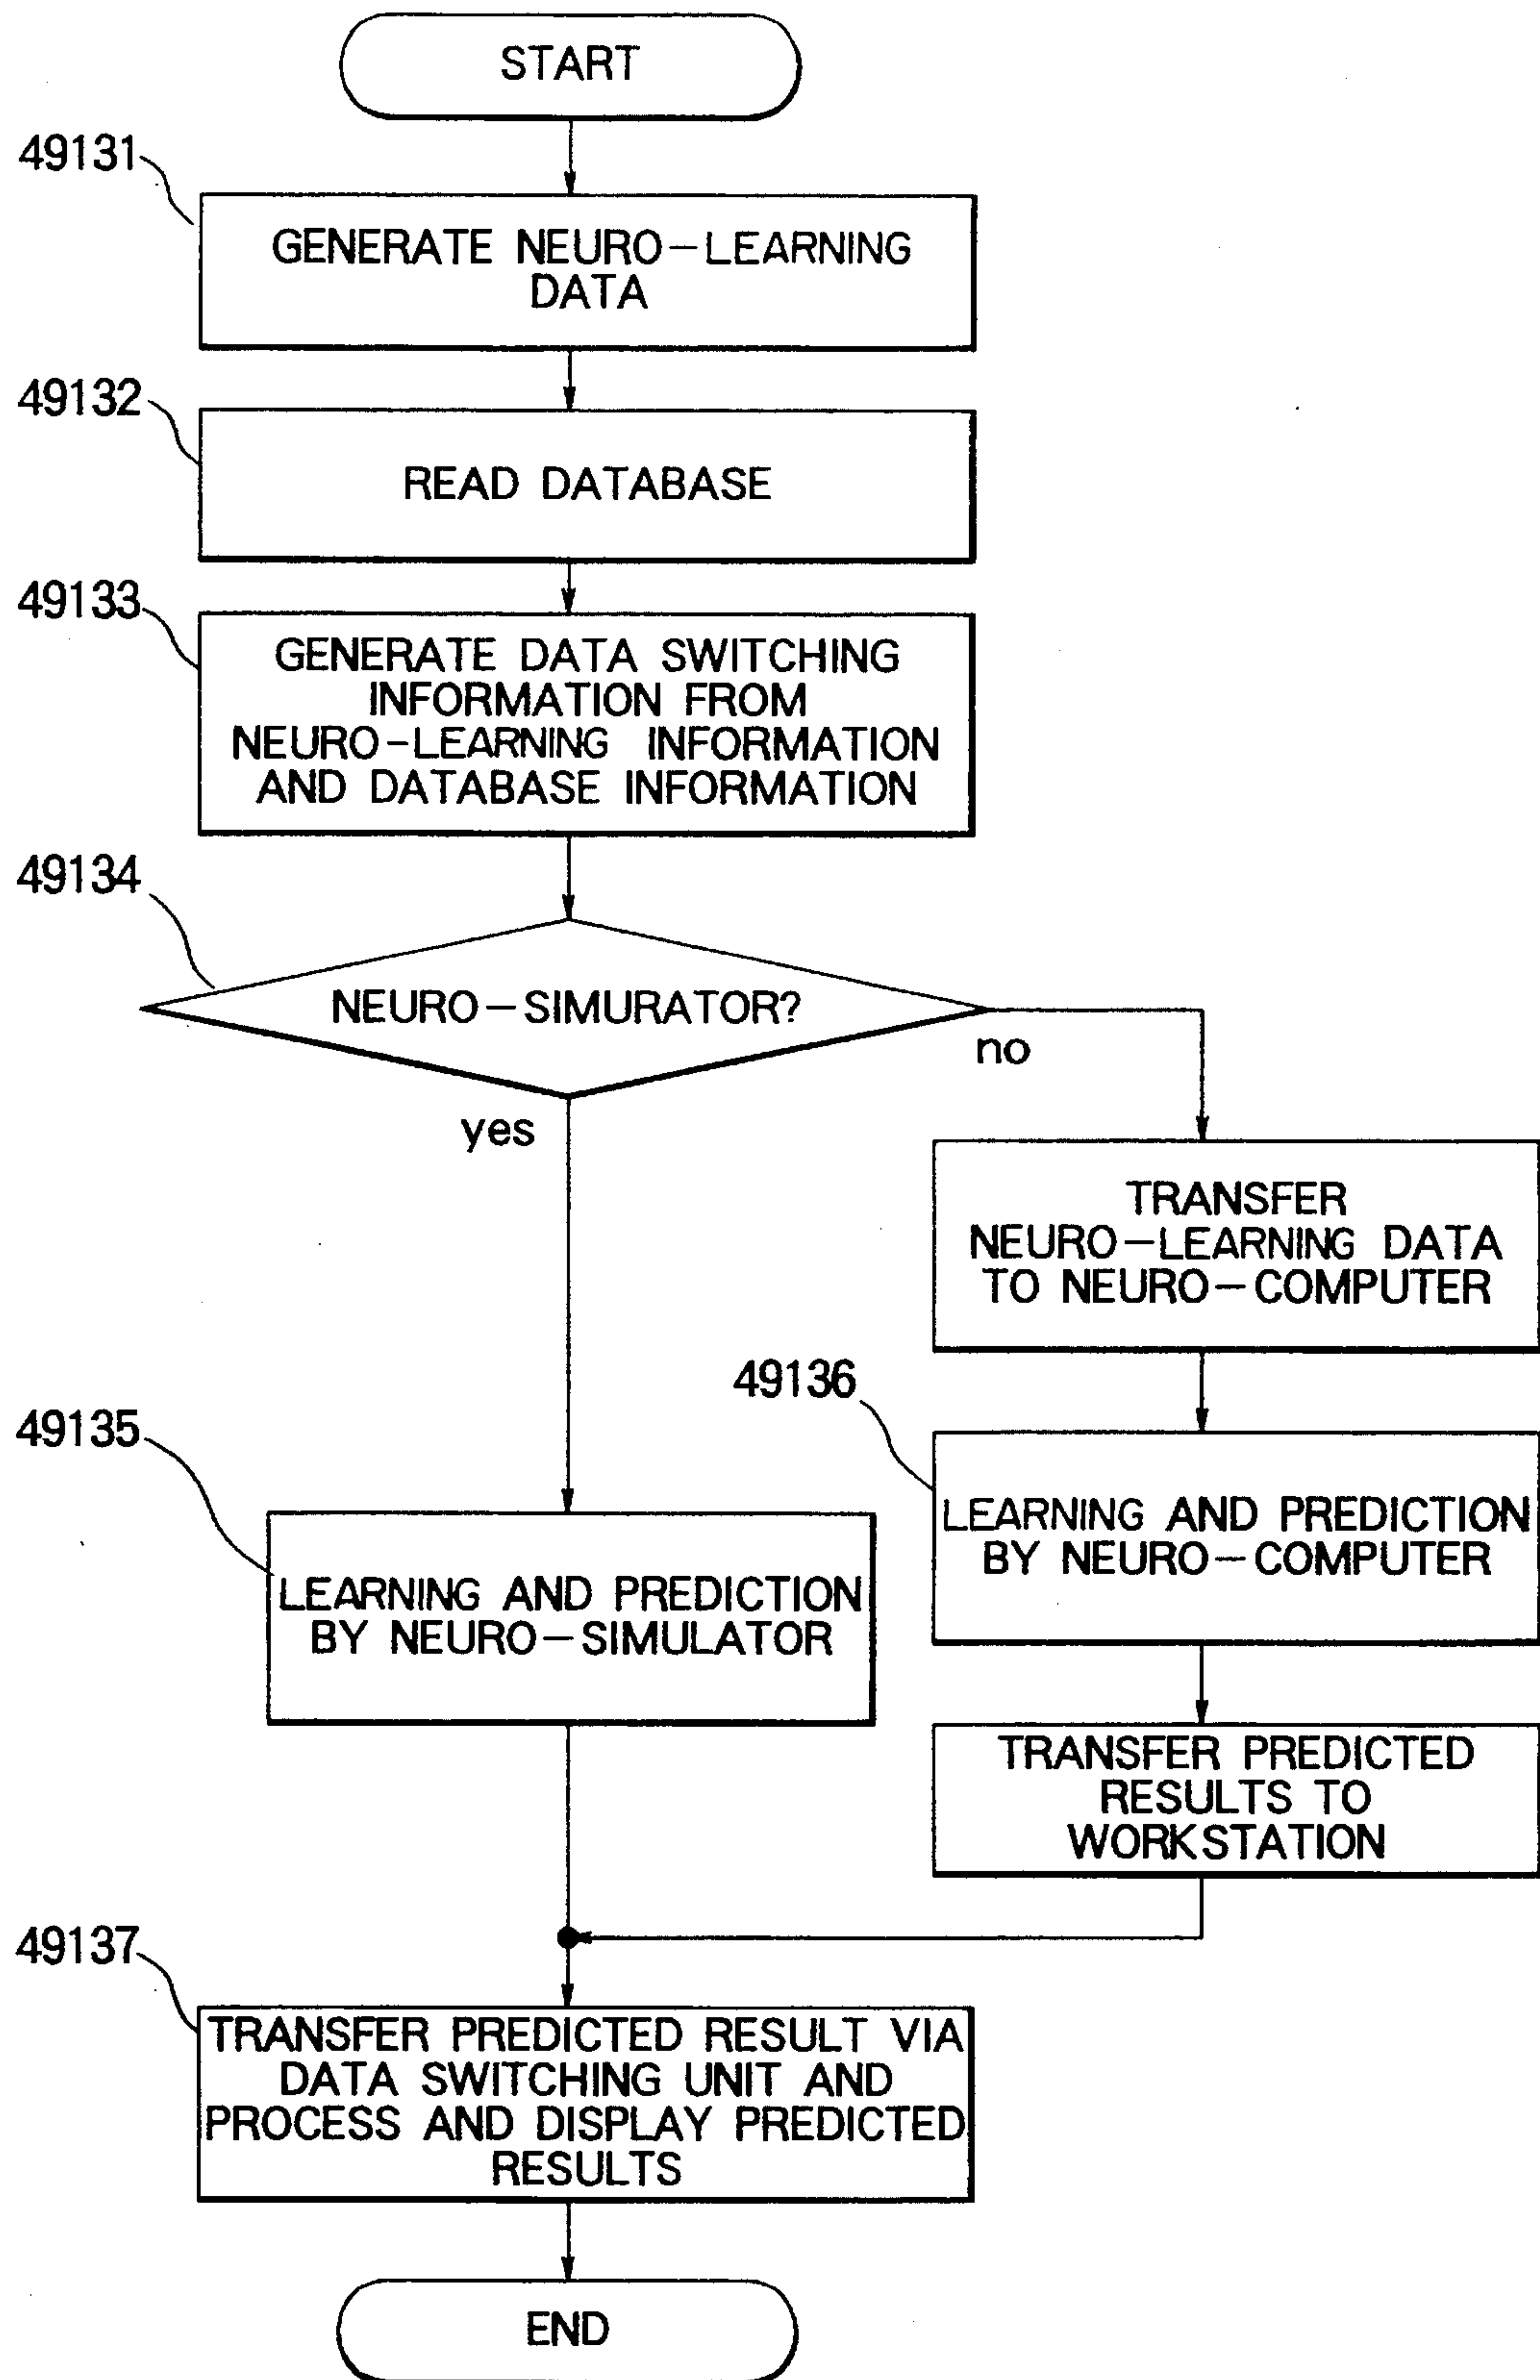 START
49131
GENERATE NEURO-LEARNING
DATA
49132
READ DATABASE
49133
GENERATE DATA SWITCHING
INFORMATION FROM
NEURO-LEARNING INFORMATION
AND DATABASE INFORMATION
49134
NEURO-SIMURATOR?
no
yes
TRANSFER
NEURO-LEARNING DATA
TO NEURO-COMPUTER
49136
LEARNING AND PREDICTION
BY NEURO-COMPUTER
49135
LEARNING AND PREDICTION
BY NEURO-SIMULATOR
TRANSFER PREDICTED
RESULTS TO
WORKSTATION
49137
TRANSFER PREDICTED RESULT VIA
DATA SWITCHING UNIT AND
PROCESS AND DISPLAY PREDICTED
RESULTS
END